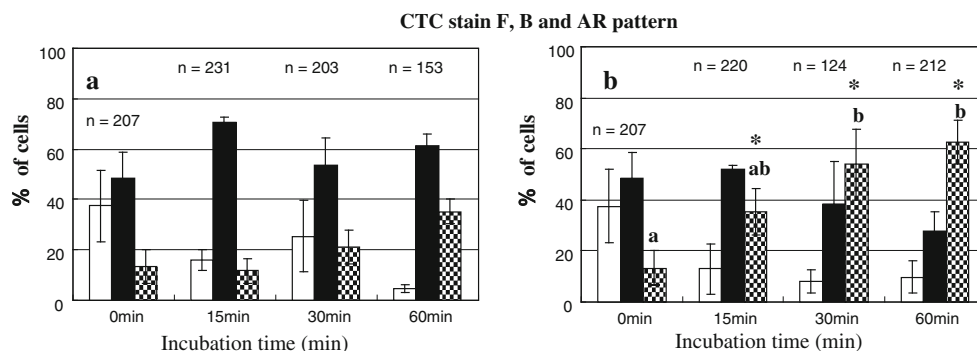 CTC stain F, B and AR pattern
a
n = 231 n = 203 n = 153
n = 207
100
80
60
40
20
0
% of cells
0min 15min 30min 60min
Incubation time (min)
b
n = 220 n = 124 n = 212
n = 207
* * *
a ab b b
100
80
60
40
20
0
% of cells
0min 15min 30min 60min
Incubation time (min)